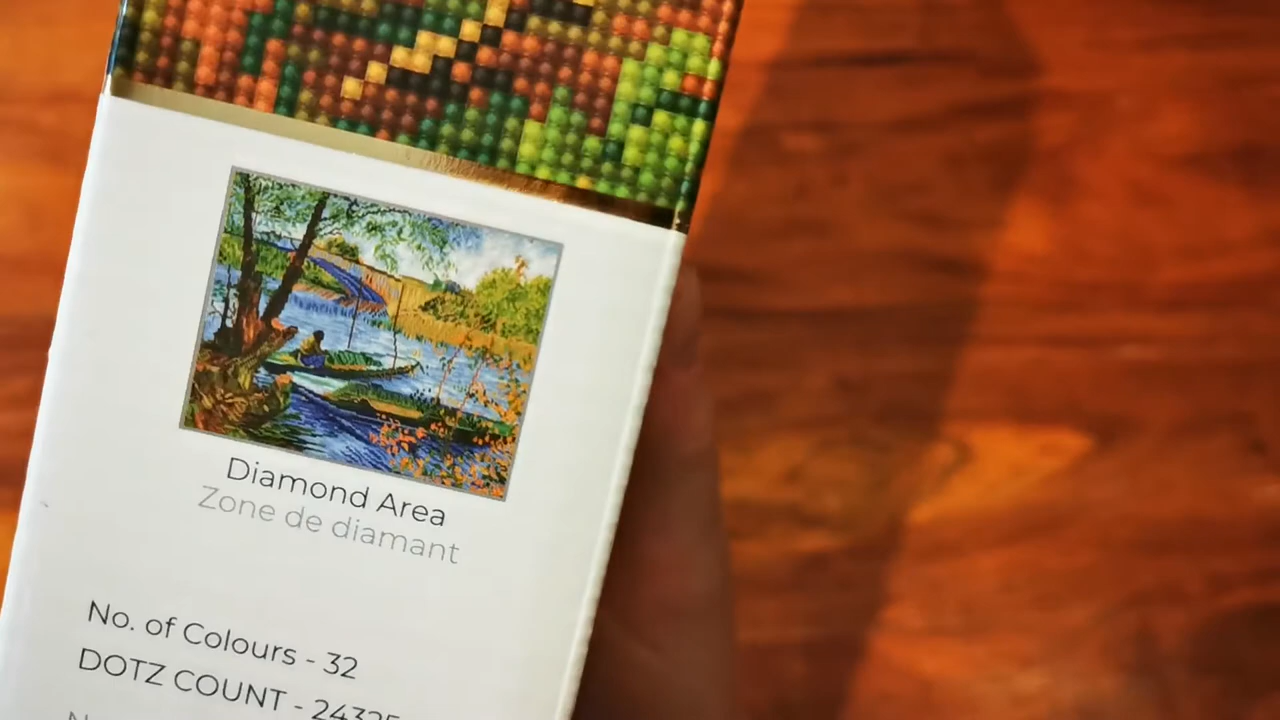 Diamond Area
Zone de diamant
No. of Colours - 32
DOTZ COUNT - 24325